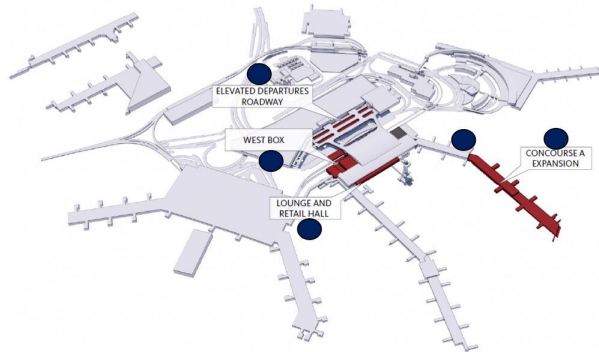 ELEVATED DEPARTURES
ROADWAY
WEST BOX
CONCOURSE A
EXPANSION
LOUNGE AND
RETAIL HALL